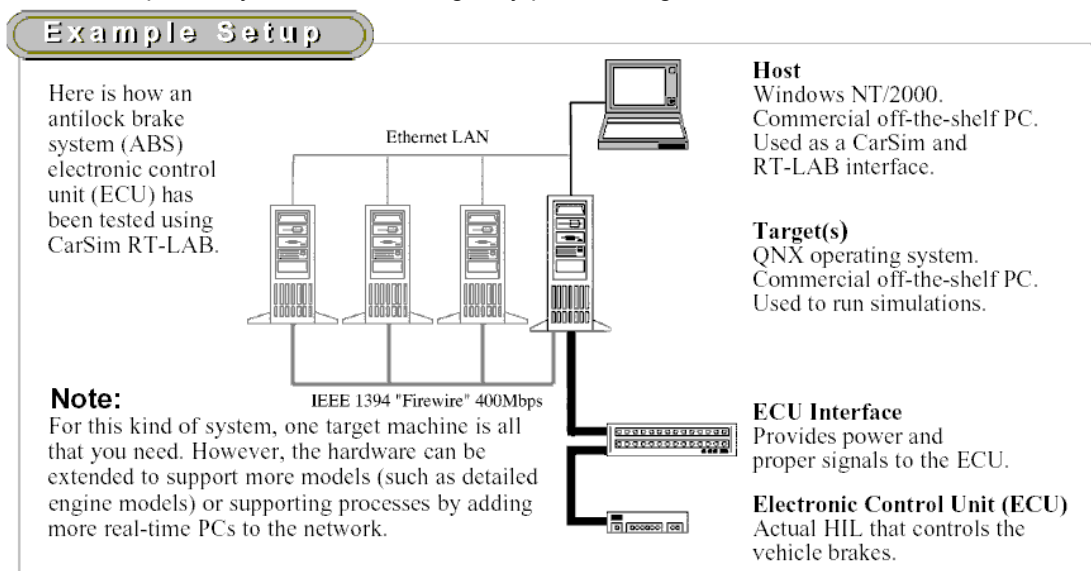 Example Setup
Here is how an
antilock brake
system (ABS)
electronic control
unit (ECU) has
been tested using
CarSim RT-LAB.
Ethernet LAN
Host
Windows NT/2000.
Commercial off-the-shelf PC.
Used as a CarSim and
RT-LAB interface.
Target(s)
QNX operating system.
Commercial off-the-shelf PC.
Used to run simulations.
IEEE 1394 "Firewire" 400Mbps
Note:
For this kind of system, one target machine is all
that you need. However, the hardware can be
extended to support more models (such as detailed
engine models) or supporting processes by adding
more real-time PCs to the network.
ECU Interface
Provides power and
proper signals to the ECU.
Electronic Control Unit (ECU)
Actual HIL that controls the
vehicle brakes.